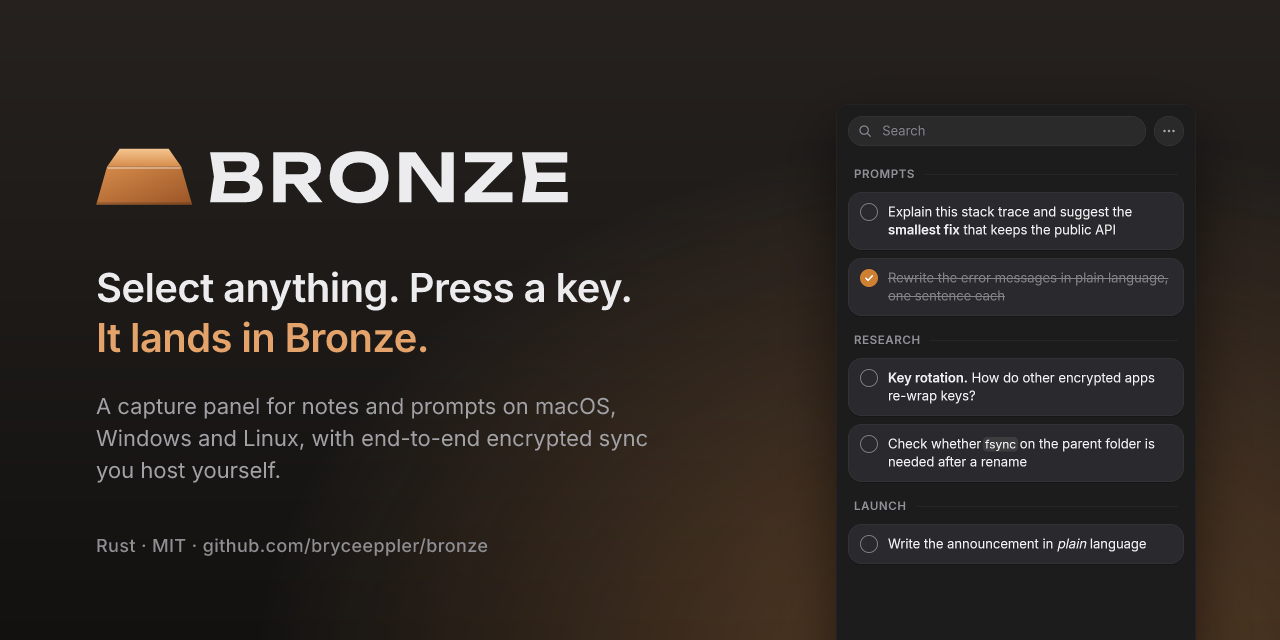 BRONZE
Select anything. Press a key.
It lands in Bronze.
A capture panel for notes and prompts on macOS,
Windows and Linux, with end-to-end encrypted sync
you host yourself.
Rust · MIT · github.com/bryceeppler/bronze
Search
PROMPTS
Explain this stack trace and suggest the
smallest fix that keeps the public API
Rewrite the error messages in plain language,
one sentence each
RESEARCH
Key rotation. How do other encrypted apps
re-wrap keys?
Check whether fsync on the parent folder is
needed after a rename
LAUNCH
Write the announcement in plain language